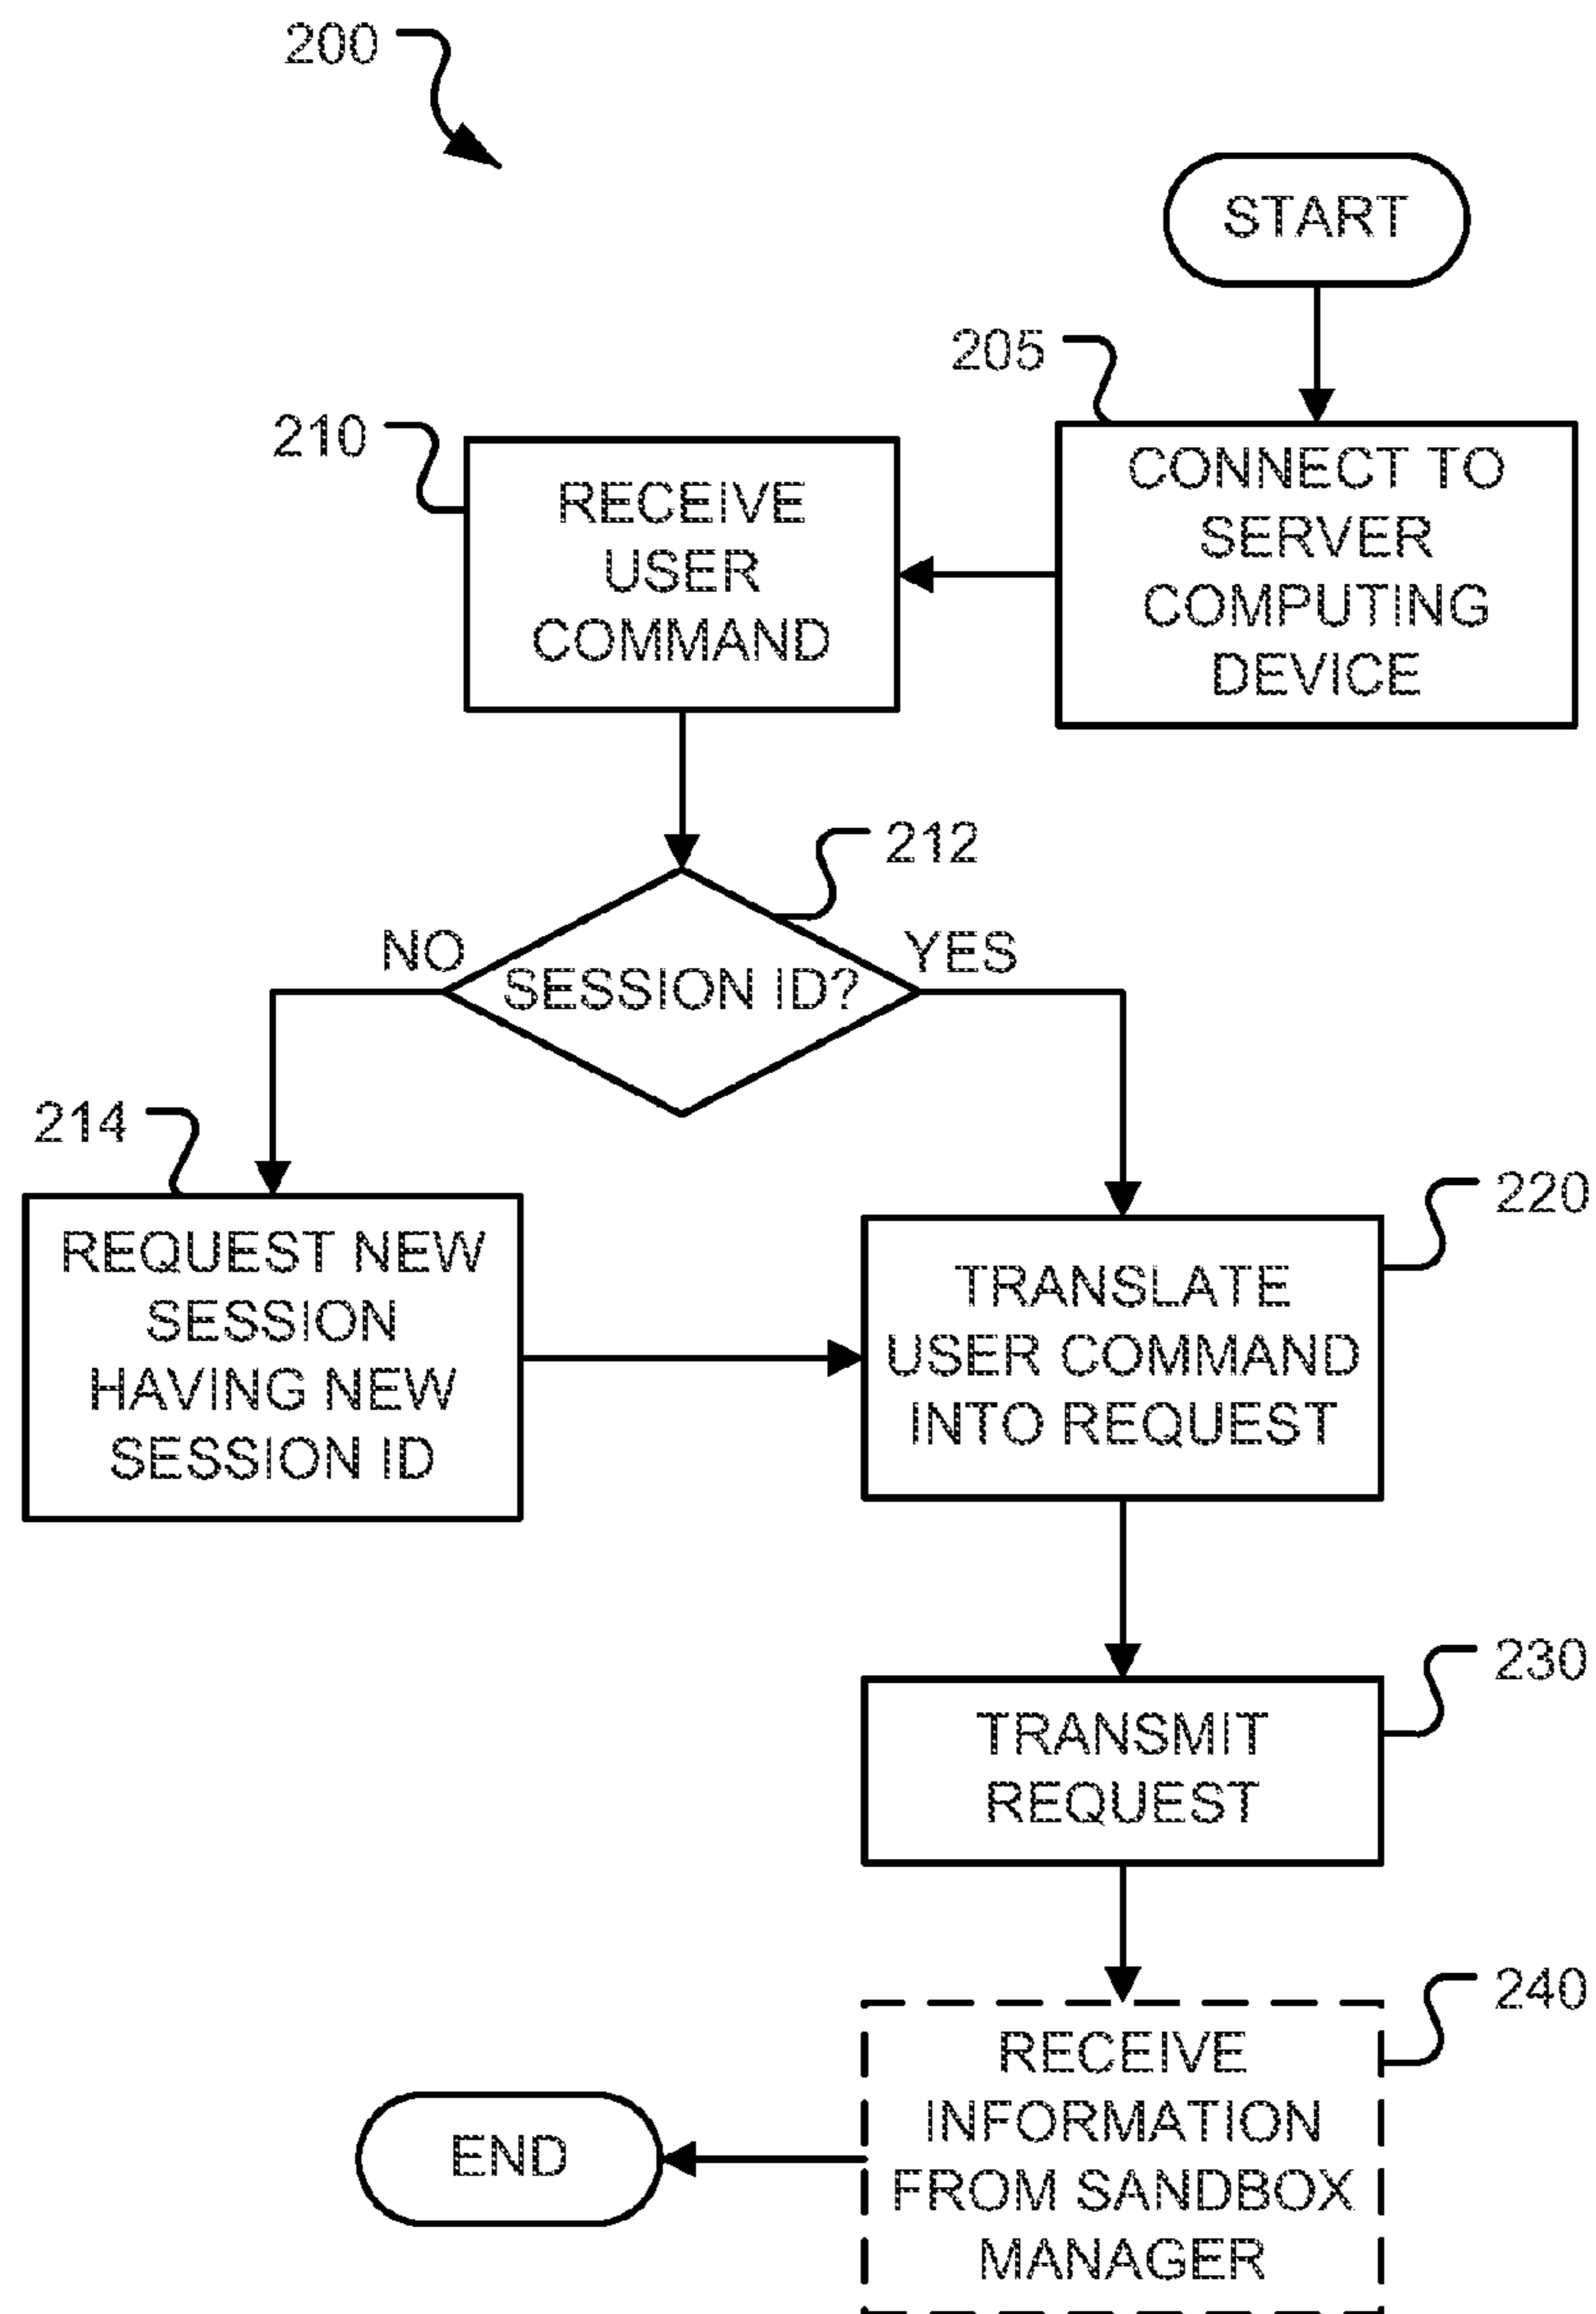 200
START
205
CONNECT TO
SERVER
COMPUTING
DEVICE
210
RECEIVE
USER
COMMAND
212
NO
SESSION ID?
YES
214
REQUEST NEW
SESSION
HAVING NEW
SESSION ID
220
TRANSLATE
USER COMMAND
INTO REQUEST
230
TRANSMIT
REQUEST
240
RECEIVE
INFORMATION
FROM SANDBOX
MANAGER
END